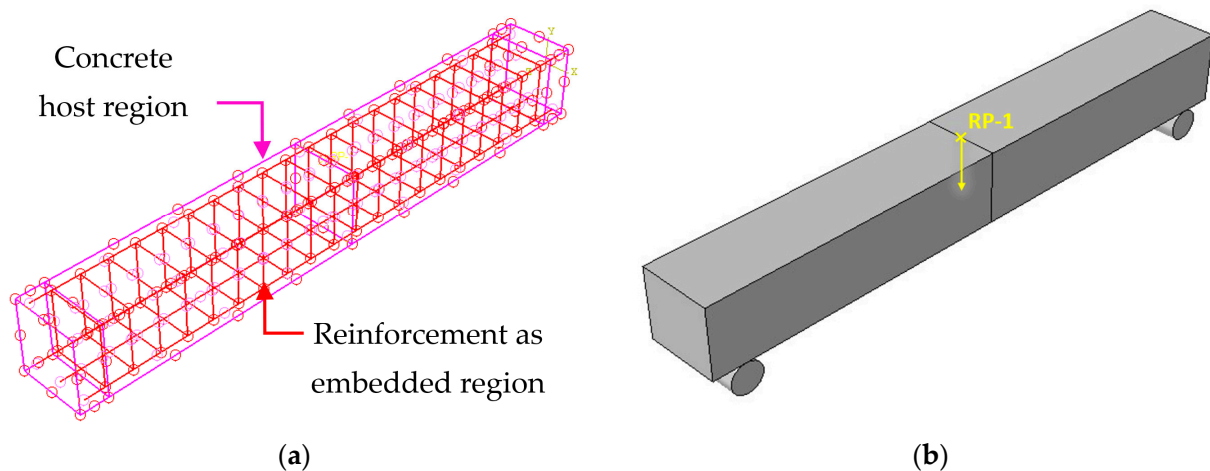 Concrete
host region
Y
X
Reinforcement as
embedded region
RP-1
(a)
(b)